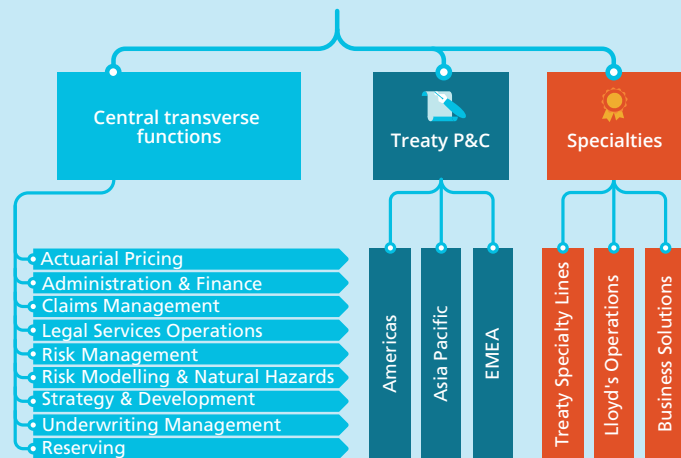 Central transverse
functions
Treaty P&C
Specialties
Actuarial Pricing
Administration & Finance
Claims Management
Legal Services Operations
Risk Management
Risk Modelling & Natural Hazards
Strategy & Development
Underwriting Management
Reserving
Americas
Asia Pacific
EMEA
Treaty Specialty Lines
Lloyd's Operations
Business Solutions